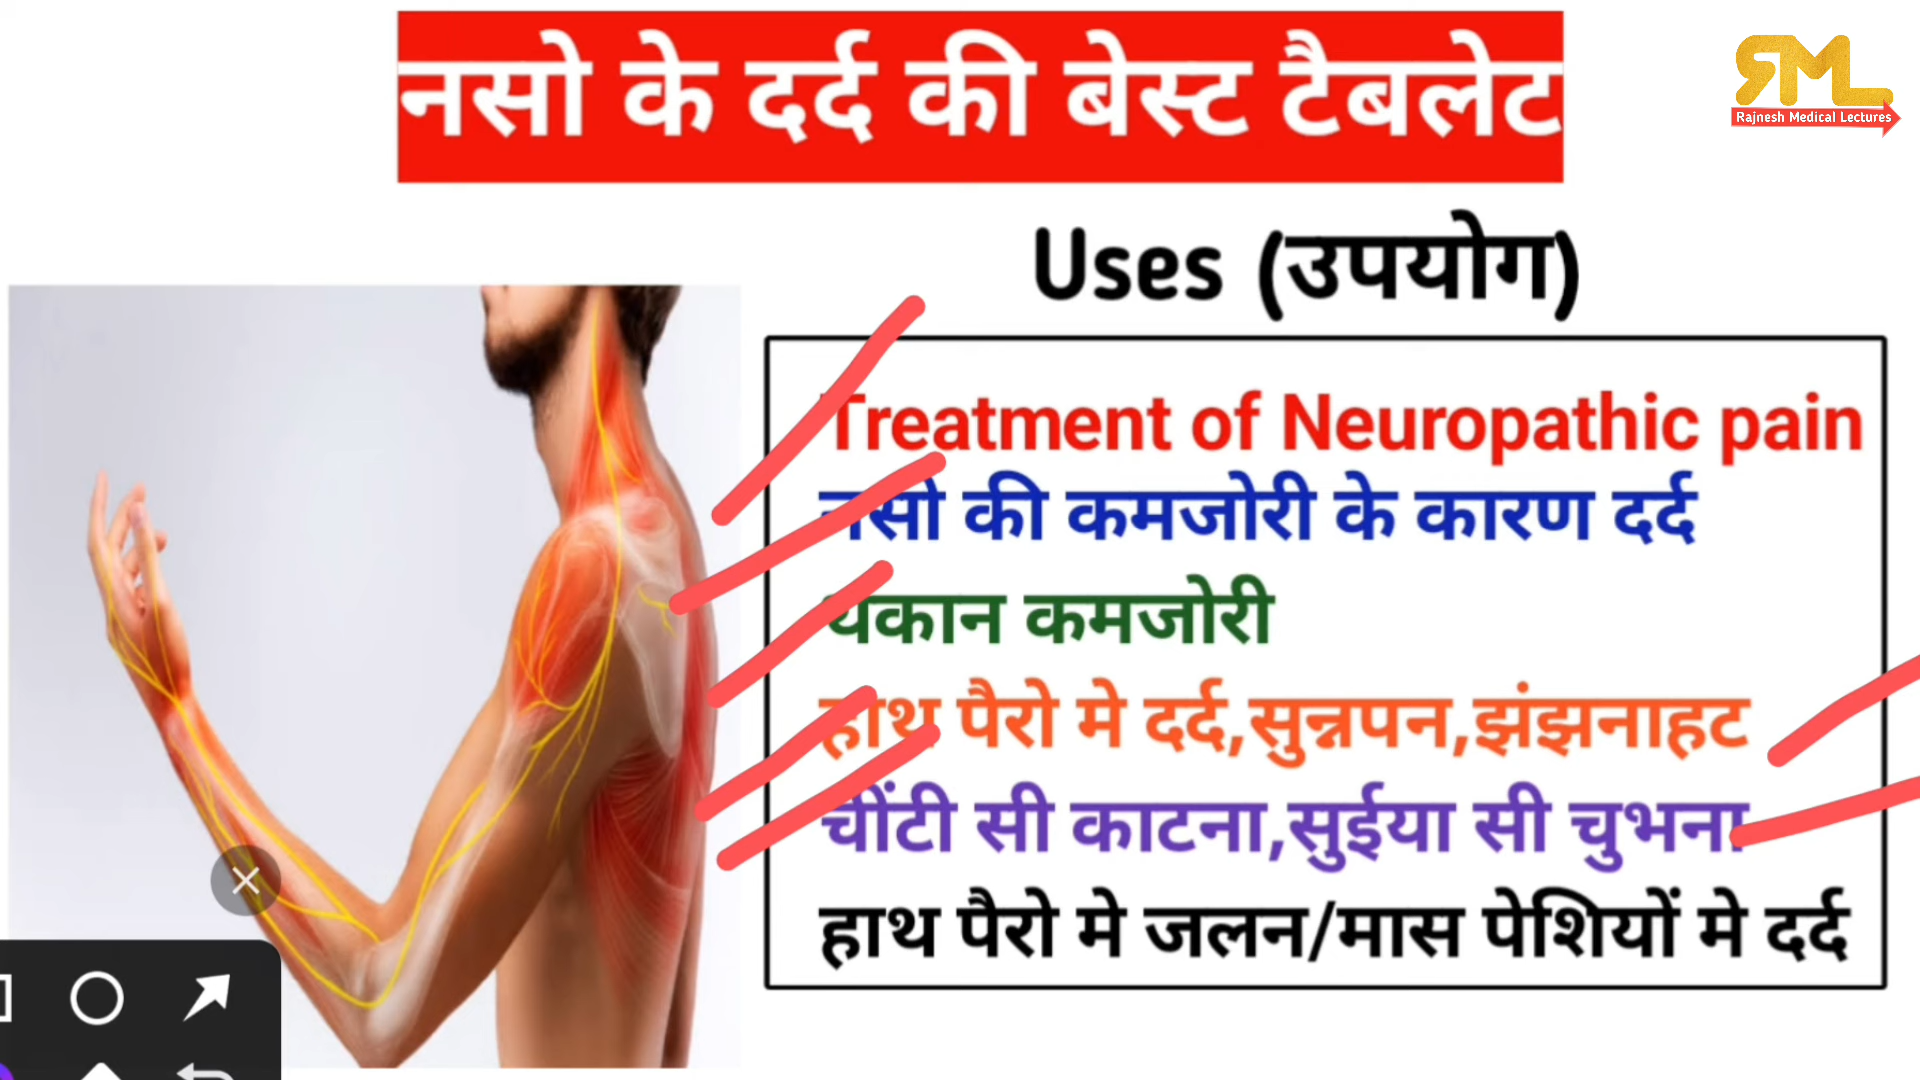 नसो के दर्द की बेस्ट टैबलेट
RML
Rajnesh Medical Lectures
Uses (उपयोग)
Treatment of Neuropathic pain
नसो की कमजोरी के कारण दर्द
थकान कमजोरी
हाथ पैरो मे दर्द,सुन्नपन,झंझनाहट
चींटी सी काटना,सुईया सी चुभना
हाथ पैरो मे जलन/मास पेशियों मे दर्द